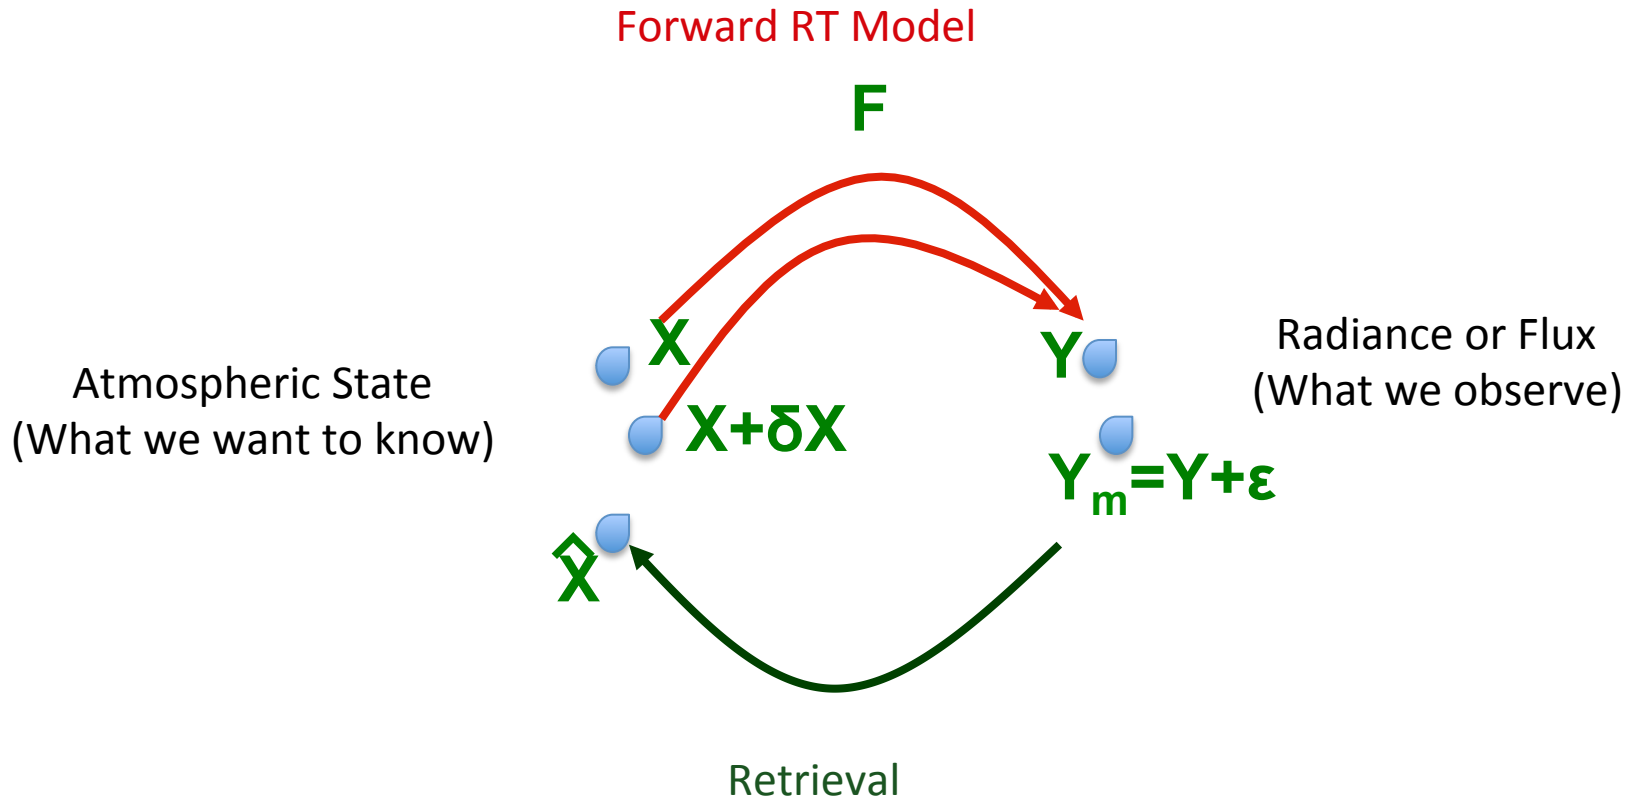 Forward RT Model
F
X
Y
Radiance or Flux
(What we observe)
Atmospheric State
(What we want to know)
X+δX
Yₘ=Y+ε
X̂
Retrieval